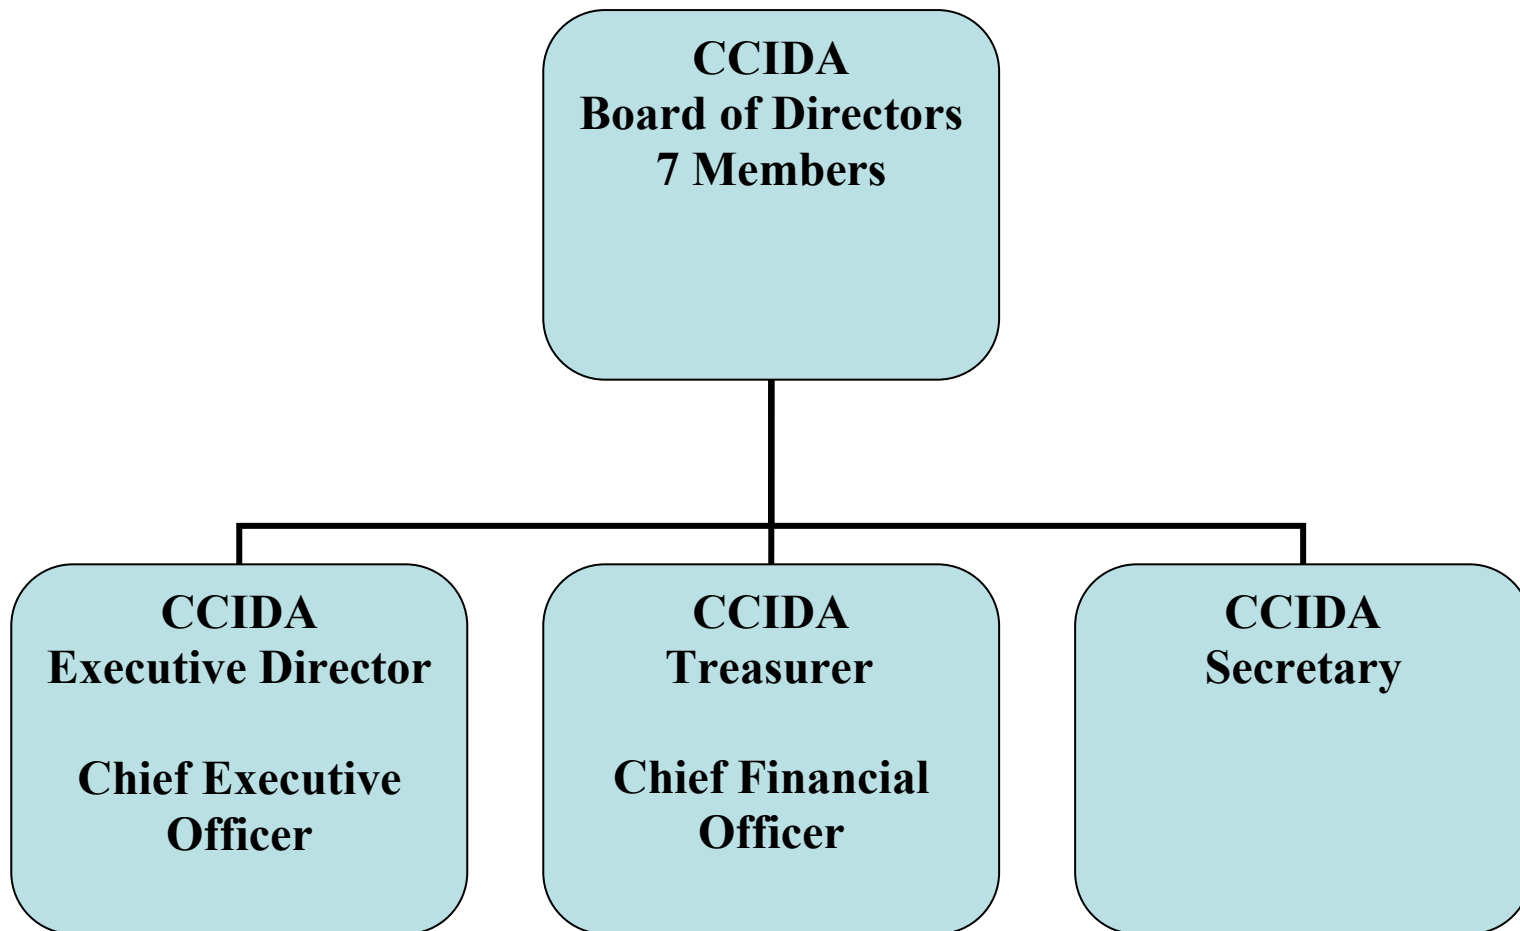 CCIDA
Board of Directors
7 Members
CCIDA
Executive Director
Chief Executive
Officer
CCIDA
Treasurer
Chief Financial
Officer
CCIDA
Secretary